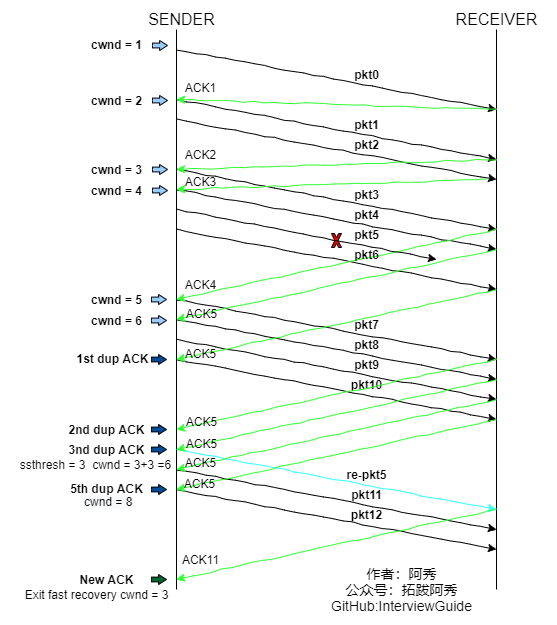 SENDER
RECEIVER
cwnd = 1
pkt0
ACK1
cwnd = 2
pkt1
pkt2
ACK2
cwnd = 3
ACK3
cwnd = 4
pkt3
pkt4
X
pkt5
pkt6
ACK4
cwnd = 5
ACK5
cwnd = 6
pkt7
pkt8
ACK5
1st dup ACK
pkt9
pkt10
ACK5
2nd dup ACK
ACK5
3nd dup ACK
ssthresh = 3 cwnd = 3+3 =6
ACK5
re-pkt5
ACK5
5th dup ACK
cwnd = 8
pkt11
pkt12
ACK11
New ACK
Exit fast recovery cwnd = 3
作者：阿秀
公众号：拓跋阿秀
GitHub:InterviewGuide